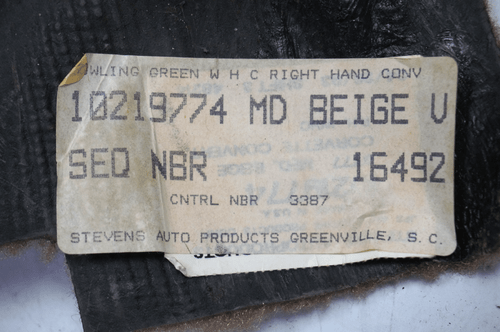 WLING GREEN W H C RIGHT HAND CONV
10219774 MD BEIGE V
SEQ NBR 16492
CNTRL NBR 3387
STEVENS AUTO PRODUCTS GREENVILLE, S.C.